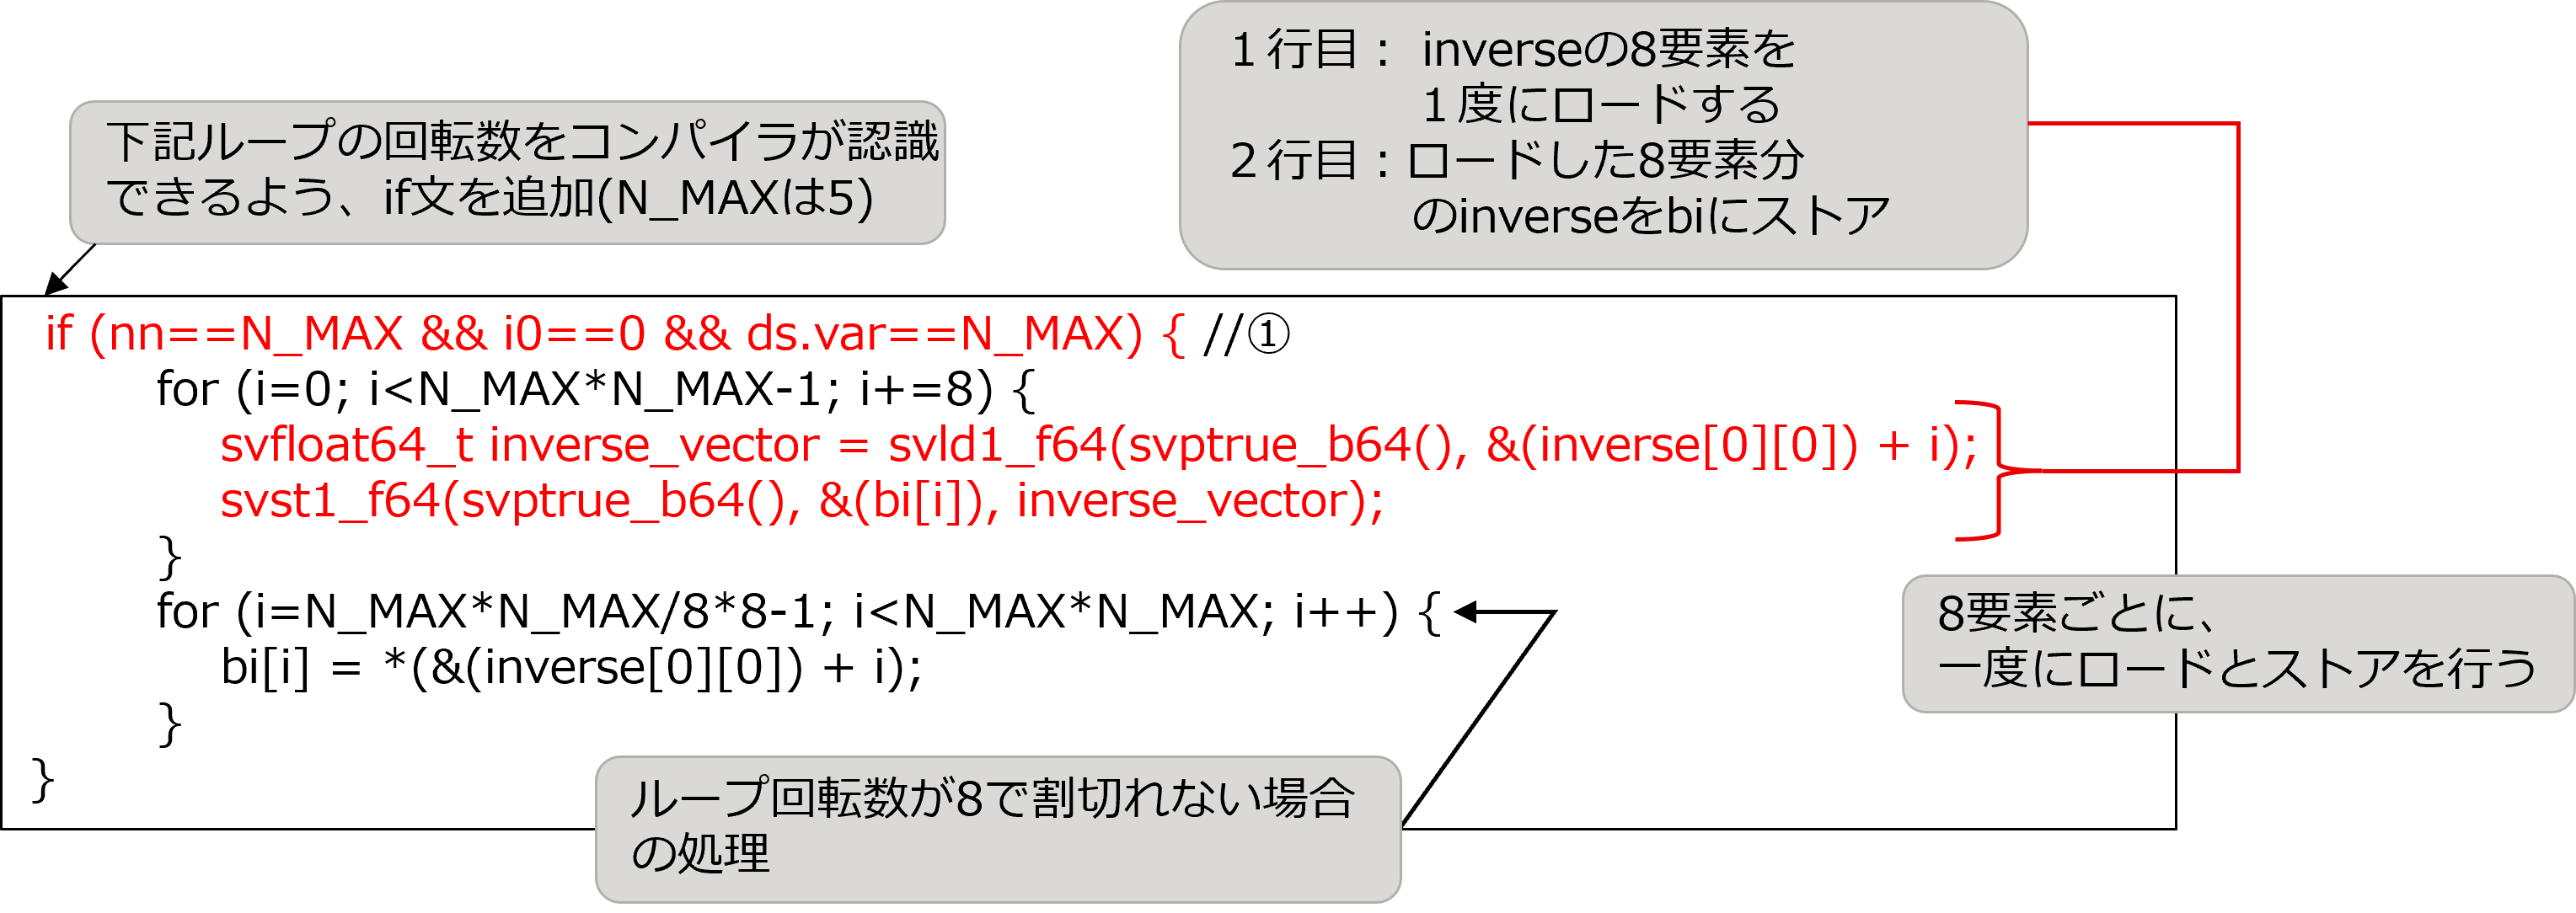 １行目： inverseの8要素を
１度にロードする
２行目：ロードした8要素分
のinverseをbiにストア
下記ループの回転数をコンパイラが認識
できるよう、if文を追加(N_MAXは5)
if (nn==N_MAX && i0==0 && ds.var==N_MAX) { //①
for (i=0; i<N_MAX*N_MAX-1; i+=8) {
svfloat64_t inverse_vector = svld1_f64(svptrue_b64(), &(inverse[0][0]) + i);
svst1_f64(svptrue_b64(), &(bi[i]), inverse_vector);
}
for (i=N_MAX*N_MAX/8*8-1; i<N_MAX*N_MAX; i++) {
bi[i] = *(&(inverse[0][0]) + i);
}
}
8要素ごとに、
一度にロードとストアを行う
ループ回転数が8で割切れない場合
の処理